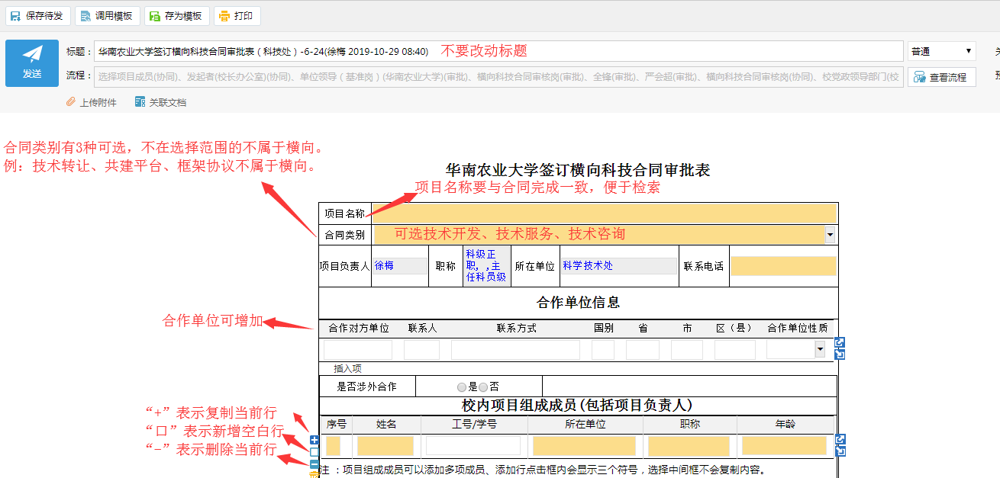 保存待发 调用模板 存为模板 打印
标题： 华南农业大学签订横向科技合同审批表（科技处）-6-24(徐梅 2019-10-29 08:40) 不要改动标题 普通
发送
流程： 选择项目成员(协同)、发起者(校长办公室)(协同)、单位领导（基准岗）(华南农业大学)(审批)、横向科技合同审核岗(审批)、全锋(审批)、严会超(审批)、横向科技合同审核岗(协同)、校党政领导部门(校 查看流程
上传附件 关联文档
合同类别有3种可选，不在选择范围的不属于横向。
例：技术转让、共建平台、框架协议不属于横向。
华南农业大学签订横向科技合同审批表
项目名称要与合同完成一致，便于检索
项目名称
合同类别 可选技术开发、技术服务、技术咨询
项目负责人 徐梅 职称 科级正职, ,主任科员级 所在单位 科学技术处 联系电话
合作单位信息
合作单位可增加
合作对方单位 联系人 联系方式 国别 省 市 区（县） 合作单位性质
插入项
是否涉外合作 是 否
校内项目组成成员(包括项目负责人)
“+”表示复制当前行
“口”表示新增空白行
“-”表示删除当前行
序号 姓名 工号/学号 所在单位 职称 年龄
注 ：项目组成成员可以添加多项成员、添加行点击框内会显示三个符号，选择中间框不会复制内容。